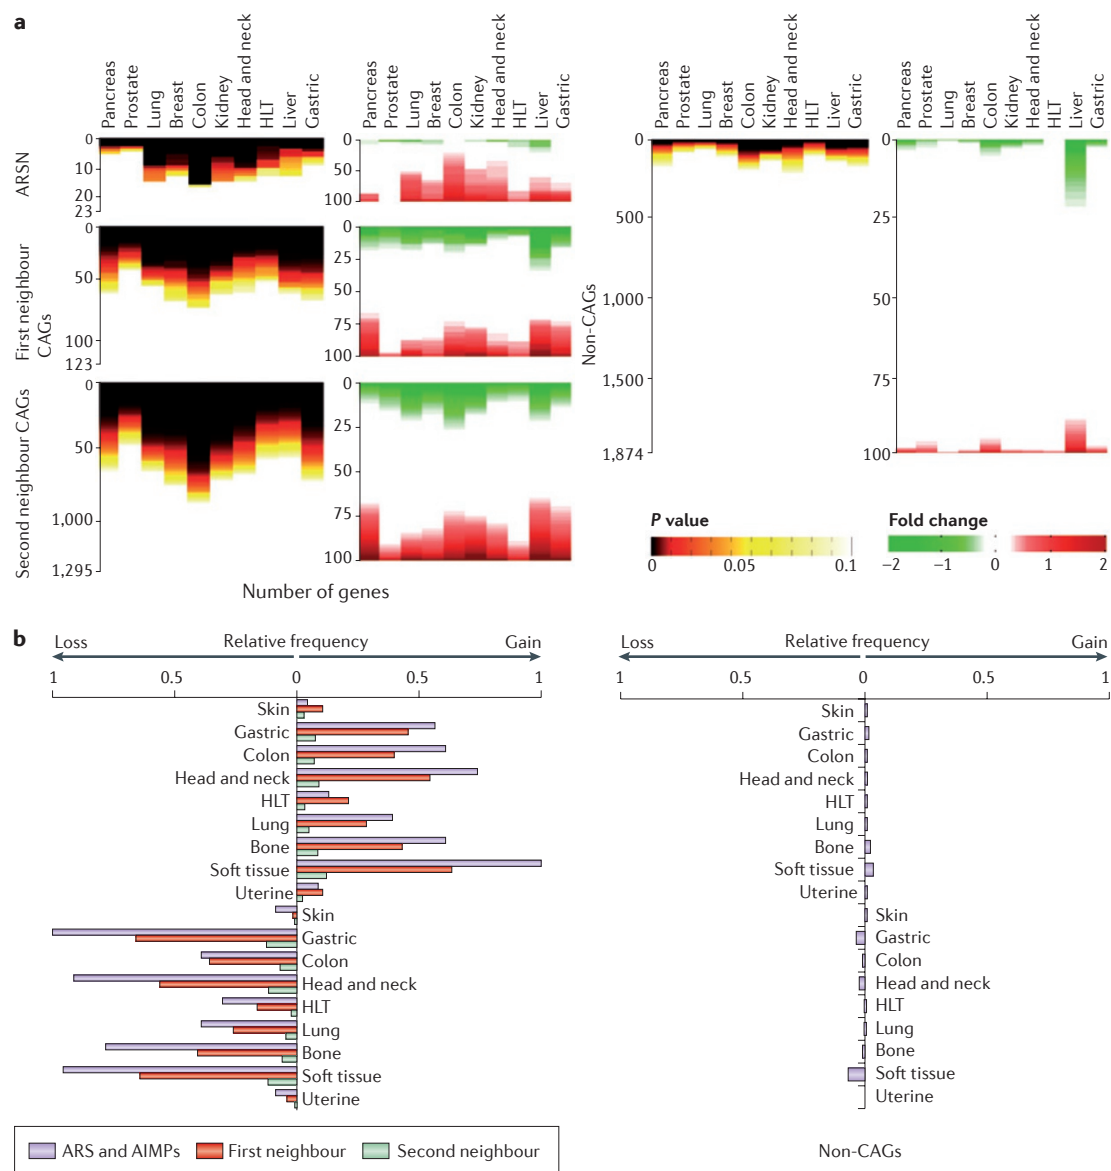 a
Pancreas
Prostate
Lung
Breast
Colon
Kidney
Head and neck
HLT
Liver
Gastric
Pancreas
Prostate
Lung
Breast
Colon
Kidney
Head and neck
HLT
Liver
Gastric
Pancreas
Prostate
Lung
Breast
Colon
Kidney
Head and neck
HLT
Liver
Gastric
Pancreas
Prostate
Lung
Breast
Colon
Kidney
Head and neck
HLT
Liver
Gastric
ARSN
0
10
20
23
0
50
100
First neighbour
CAGs
0
50
100
123
0
25
50
75
100
Second neighbour CAGs
0
50
1,000
1,295
0
25
50
75
100
Number of genes
Non-CAGs
0
500
1,000
1,500
1,874
0
25
50
75
100
P value
0
0.05
0.1
Fold change
–2
–1
0
1
2
b
Loss
Relative frequency
Gain
1
0.5
0
0.5
1
Skin
Gastric
Colon
Head and neck
HLT
Lung
Bone
Soft tissue
Uterine
Skin
Gastric
Colon
Head and neck
HLT
Lung
Bone
Soft tissue
Uterine
ARS and AIMPs
First neighbour
Second neighbour
Loss
Relative frequency
Gain
1
0.5
0
0.5
1
Skin
Gastric
Colon
Head and neck
HLT
Lung
Bone
Soft tissue
Uterine
Skin
Gastric
Colon
Head and neck
HLT
Lung
Bone
Soft tissue
Uterine
Non-CAGs